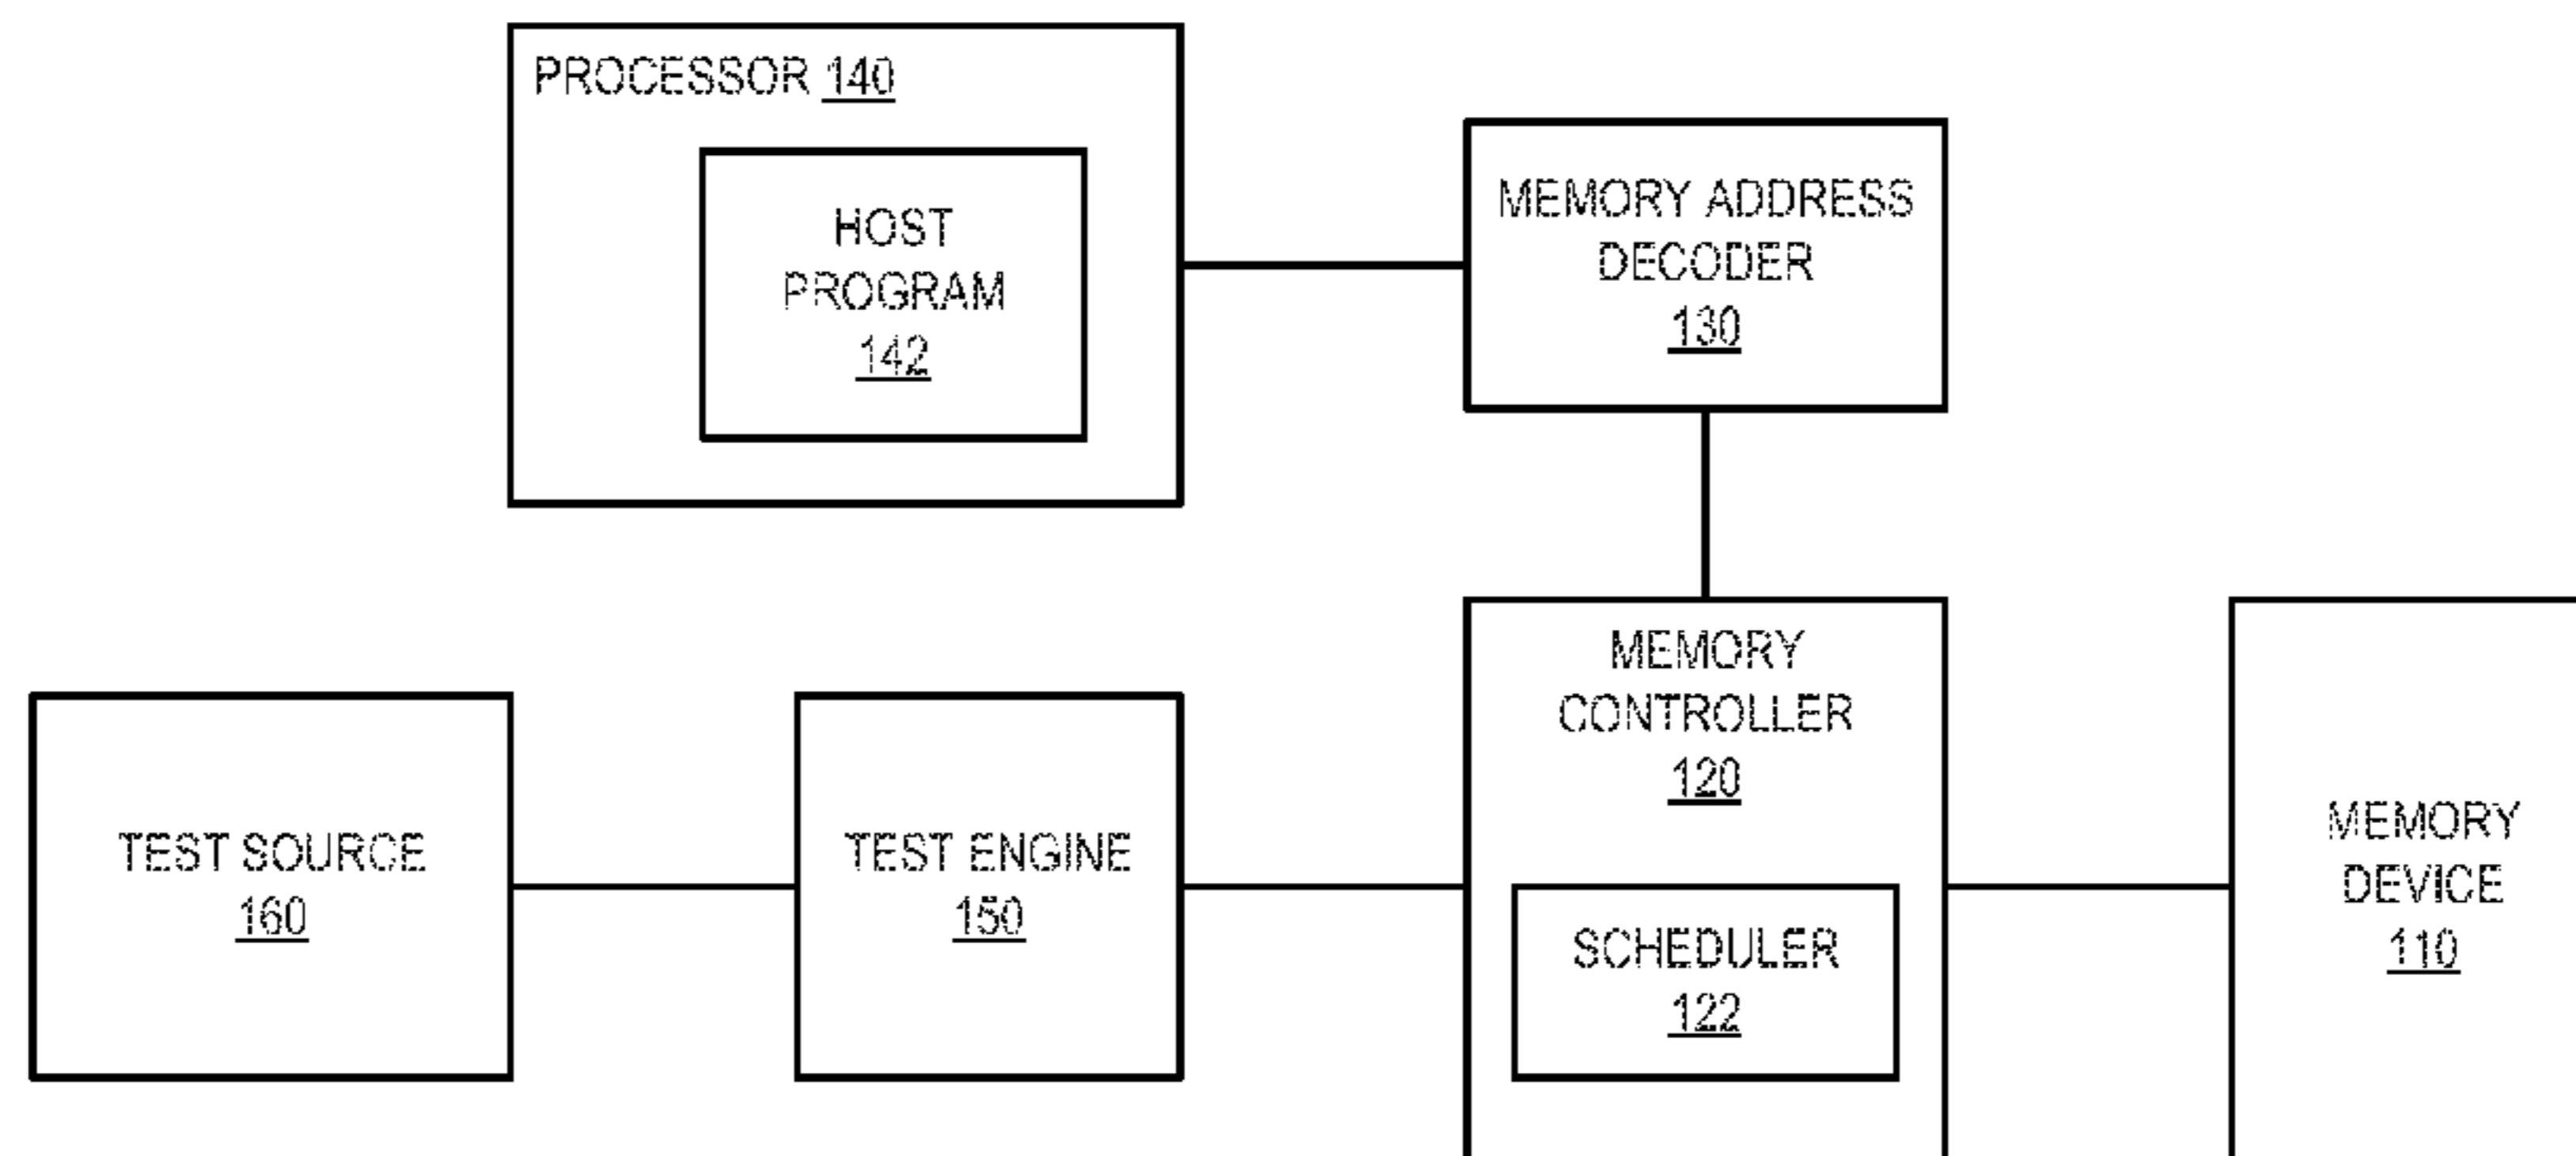 PROCESSOR 140
HOST
PROGRAM
142
MEMORY ADDRESS
DECODER
130
TEST SOURCE
160
TEST ENGINE
150
MEMORY
CONTROLLER
120
SCHEDULER
122
MEMORY
DEVICE
110